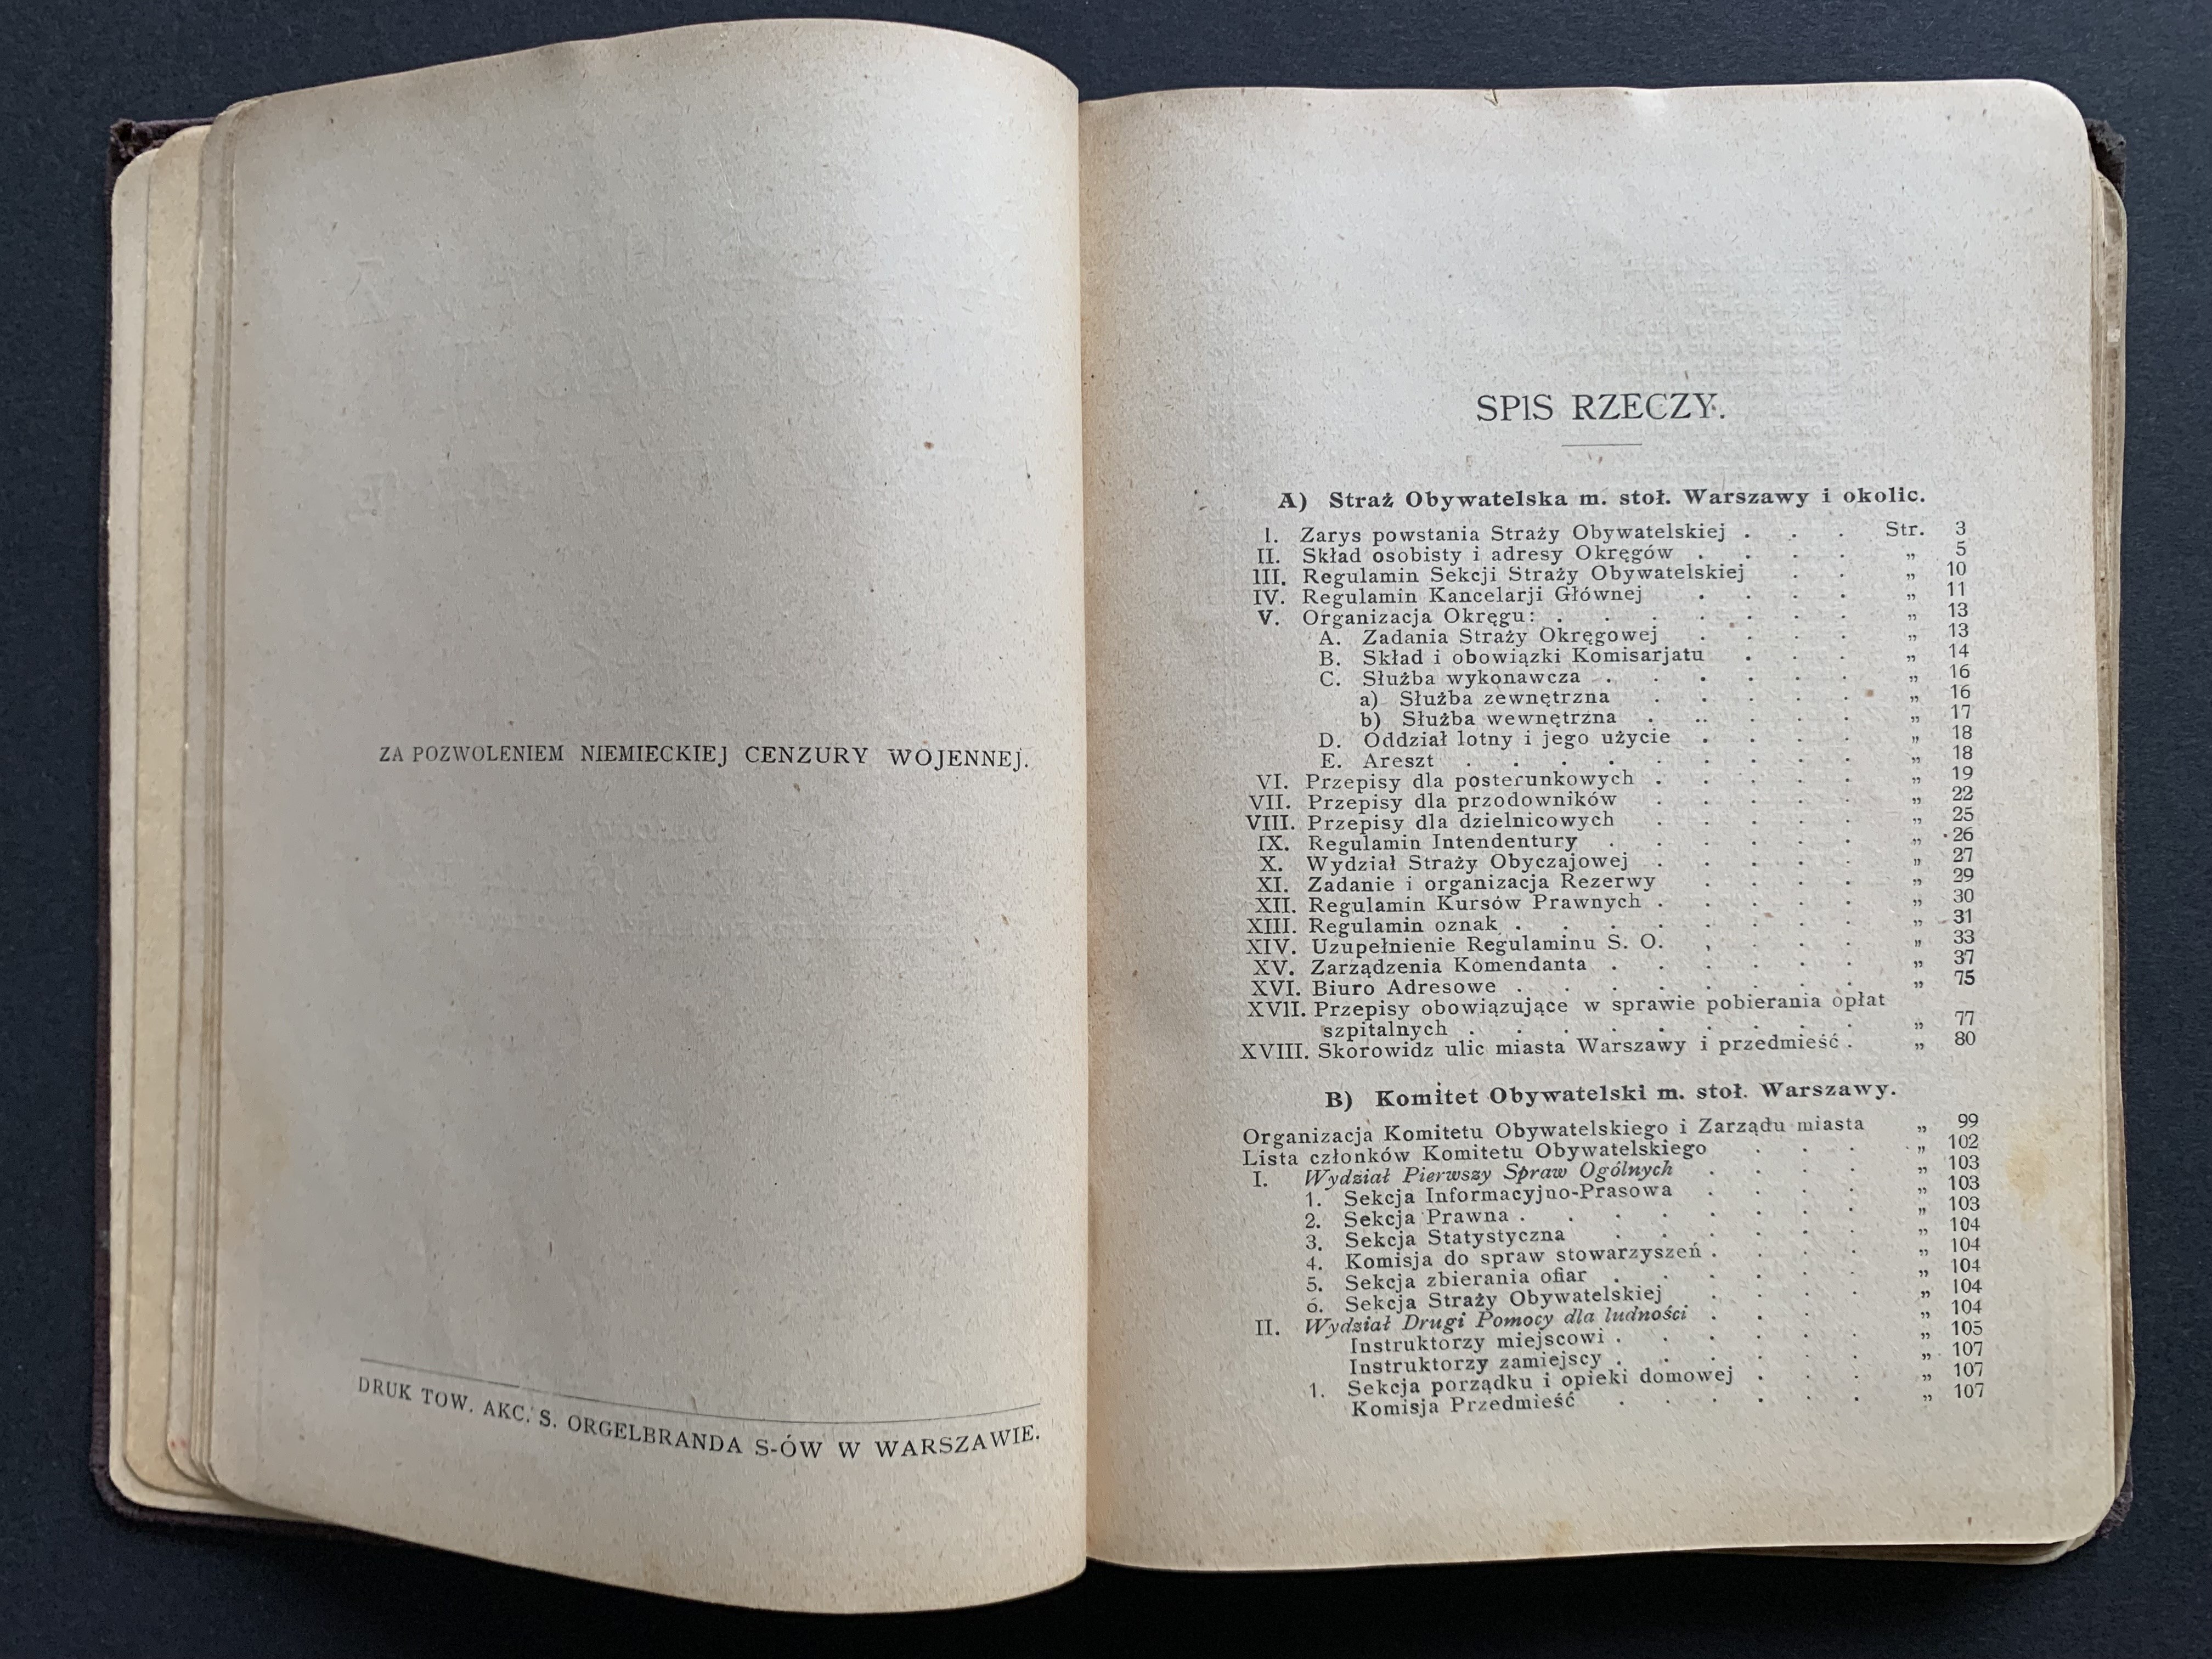 ZA POZWOLENIEM NIEMIECKIEJ CENZURY WOJENNEJ.
DRUK TOW. AKC. S. ORGELBRANDA S-ÓW W WARSZAWIE.
SPIS RZECZY.
A) Straż Obywatelska m. stoł. Warszawy i okolic.
I. Zarys powstania Straży Obywatelskiej . . . Str. 3
II. Skład osobisty i adresy Okręgów . . . . „ 5
III. Regulamin Sekcji Straży Obywatelskiej . . „ 10
IV. Regulamin Kancelarji Głównej . . . . „ 11
V. Organizacja Okręgu: . . . . . . . „ 13
A. Zadania Straży Okręgowej . . . . „ 13
B. Skład i obowiązki Komisarjatu . . . „ 14
C. Służba wykonawcza . . . . . . „ 16
a) Służba zewnętrzna . . . . . „ 16
b) Służba wewnętrzna . . . . . „ 17
D. Oddział lotny i jego użycie . . . . „ 18
E. Areszt . . . . . . . . . „ 18
VI. Przepisy dla posterunkowych . . . . . „ 19
VII. Przepisy dla przodowników . . . . . „ 22
VIII. Przepisy dla dzielnicowych . . . . . „ 25
IX. Regulamin Intendentury . . . . . . „ 26
X. Wydział Straży Obyczajowej . . . . . „ 27
XI. Zadanie i organizacja Rezerwy . . . . „ 29
XII. Regulamin Kursów Prawnych . . . . . „ 30
XIII. Regulamin oznak . . . . . . . . „ 31
XIV. Uzupełnienie Regulaminu S. O. , . . . „ 33
XV. Zarządzenia Komendanta . . . . . . „ 37
XVI. Biuro Adresowe . . . . . . . . „ 75
XVII. Przepisy obowiązujące w sprawie pobierania opłat
szpitalnych . . . . . . . . . „ 77
XVIII. Skorowidz ulic miasta Warszawy i przedmieść . „ 80
B) Komitet Obywatelski m. stoł. Warszawy.
Organizacja Komitetu Obywatelskiego i Zarządu miasta „ 99
Lista członków Komitetu Obywatelskiego . . . „ 102
I. Wydział Pierwszy Spraw Ogólnych . . . . „ 103
1. Sekcja Informacyjno-Prasowa . . . . „ 103
2. Sekcja Prawna . . . . . . . . „ 103
3. Sekcja Statystyczna . . . . . . „ 104
4. Komisja do spraw stowarzyszeń . . . . „ 104
5. Sekcja zbierania ofiar . . . . . . „ 104
6. Sekcja Straży Obywatelskiej . . . . „ 104
II. Wydział Drugi Pomocy dla ludności . . . „ 104
Instruktorzy miejscowi . . . . . . „ 105
Instruktorzy zamiejscy . . . . . . „ 107
1. Sekcja porządku i opieki domowej . . . „ 107
Komisja Przedmieść . . . . . . „ 107